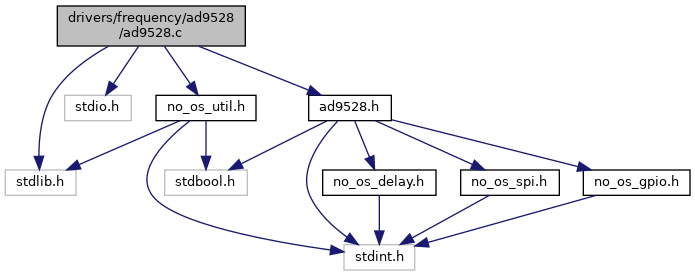 drivers/frequency/ad9528
/ad9528.c
stdio.h
no_os_util.h
ad9528.h
stdlib.h
stdbool.h
no_os_delay.h
no_os_spi.h
no_os_gpio.h
stdint.h